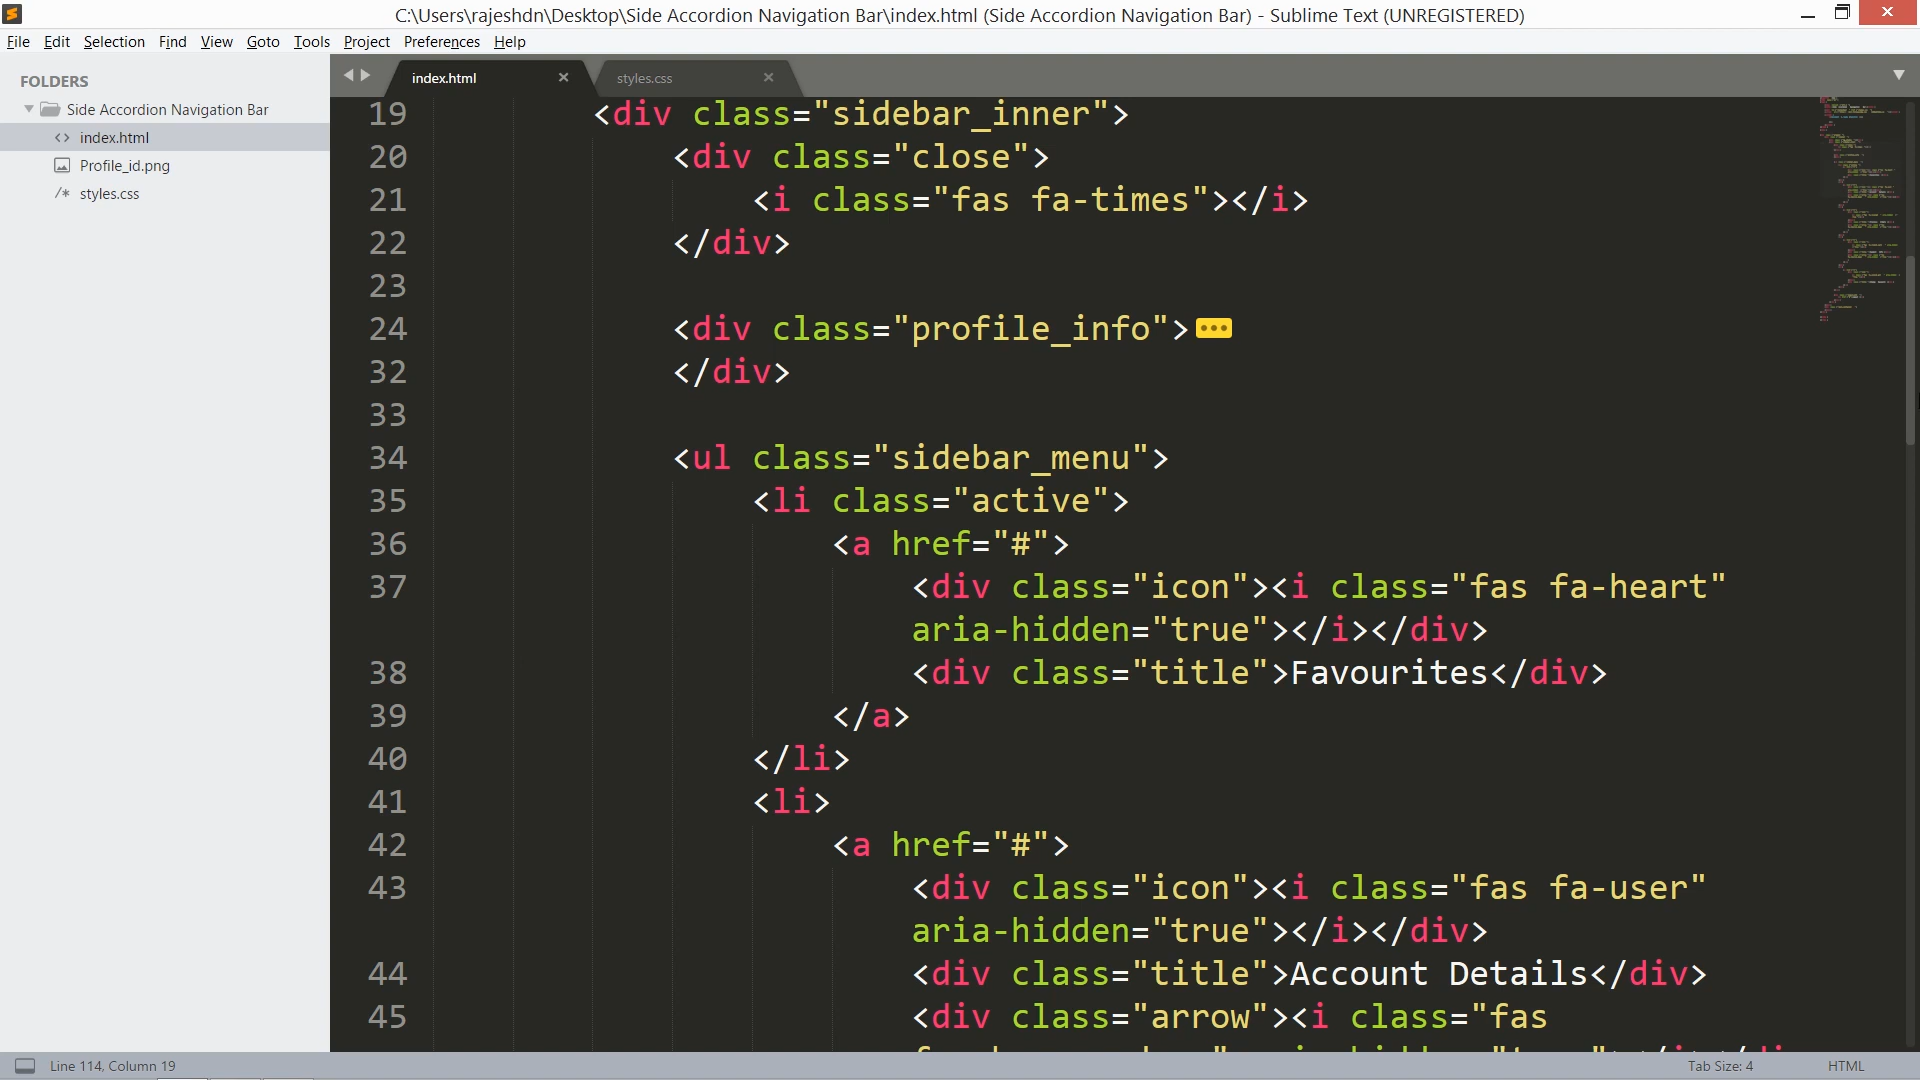 C:\Users\rajeshdn\Desktop\Side Accordion Navigation Bar\index.html (Side Accordion Navigation Bar) - Sublime Text (UNREGISTERED)
File Edit Selection Find View Goto Tools Project Preferences Help
FOLDERS
Side Accordion Navigation Bar
<> index.html
Profile_id.png
/* styles.css
index.html × styles.css ×
19 <div class="sidebar_inner">
20 <div class="close">
21 <i class="fas fa-times"></i>
22 </div>
23
24 <div class="profile_info">
32 </div>
33
34 <ul class="sidebar_menu">
35 <li class="active">
36 <a href="#">
37 <div class="icon"><i class="fas fa-heart"
aria-hidden="true"></i></div>
38 <div class="title">Favourites</div>
39 </a>
40 </li>
41 <li>
42 <a href="#">
43 <div class="icon"><i class="fas fa-user"
aria-hidden="true"></i></div>
44 <div class="title">Account Details</div>
45 <div class="arrow"><i class="fas
Line 114, Column 19
Tab Size: 4
HTML